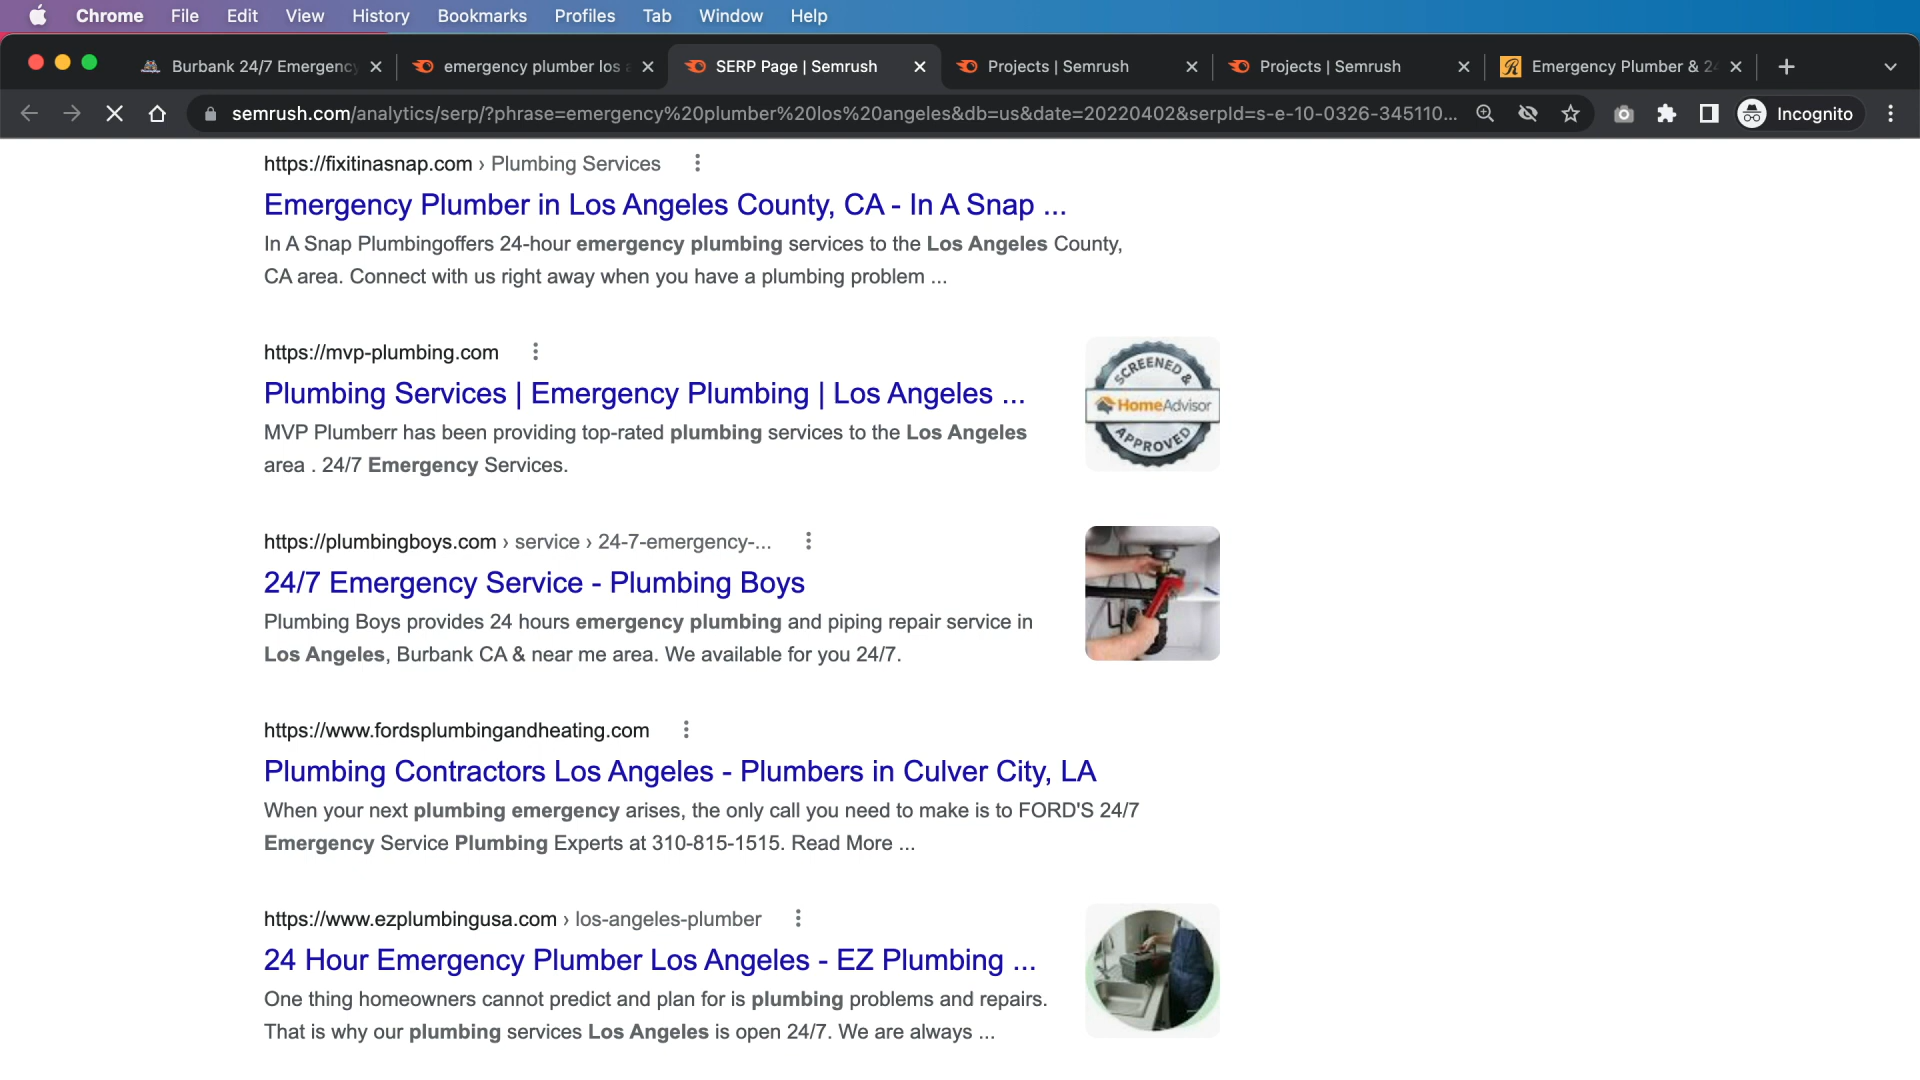 Chrome File Edit View History Bookmarks Profiles Tab Window Help
Burbank 24/7 Emergency
emergency plumber los
SERP Page | Semrush
Projects | Semrush
Projects | Semrush
Emergency Plumber & 24
semrush.com/analytics/serp/?phrase=emergency%20plumber%20los%20angeles&db=us&date=20220402&serpId=s-e-10-0326-345110...
Incognito
https://fixitinasnap.com › Plumbing Services
Emergency Plumber in Los Angeles County, CA - In A Snap ...
In A Snap Plumbingoffers 24-hour emergency plumbing services to the Los Angeles County,
CA area. Connect with us right away when you have a plumbing problem ...
https://mvp-plumbing.com
Plumbing Services | Emergency Plumbing | Los Angeles ...
MVP Plumberr has been providing top-rated plumbing services to the Los Angeles
area . 24/7 Emergency Services.
SCREENED &
HomeAdvisor
APPROVED
https://plumbingboys.com › service › 24-7-emergency-...
24/7 Emergency Service - Plumbing Boys
Plumbing Boys provides 24 hours emergency plumbing and piping repair service in
Los Angeles, Burbank CA & near me area. We available for you 24/7.
https://www.fordsplumbingandheating.com
Plumbing Contractors Los Angeles - Plumbers in Culver City, LA
When your next plumbing emergency arises, the only call you need to make is to FORD'S 24/7
Emergency Service Plumbing Experts at 310-815-1515. Read More ...
https://www.ezplumbingusa.com › los-angeles-plumber
24 Hour Emergency Plumber Los Angeles - EZ Plumbing ...
One thing homeowners cannot predict and plan for is plumbing problems and repairs.
That is why our plumbing services Los Angeles is open 24/7. We are always ...